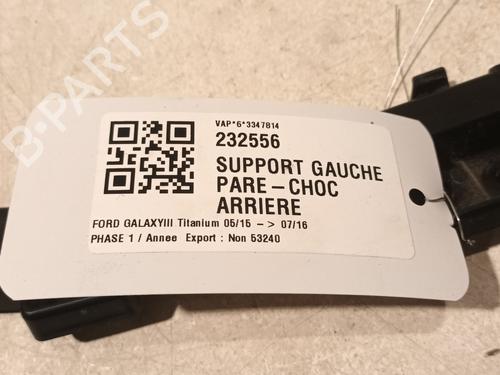 B-PARTS
VAP*6*3347814
232556
SUPPORT GAUCHE
PARE-CHOC
ARRIERE
FORD GALAXYIII Titanium 05/15 -> 07/16
PHASE 1 / Annee Export : Non 53240